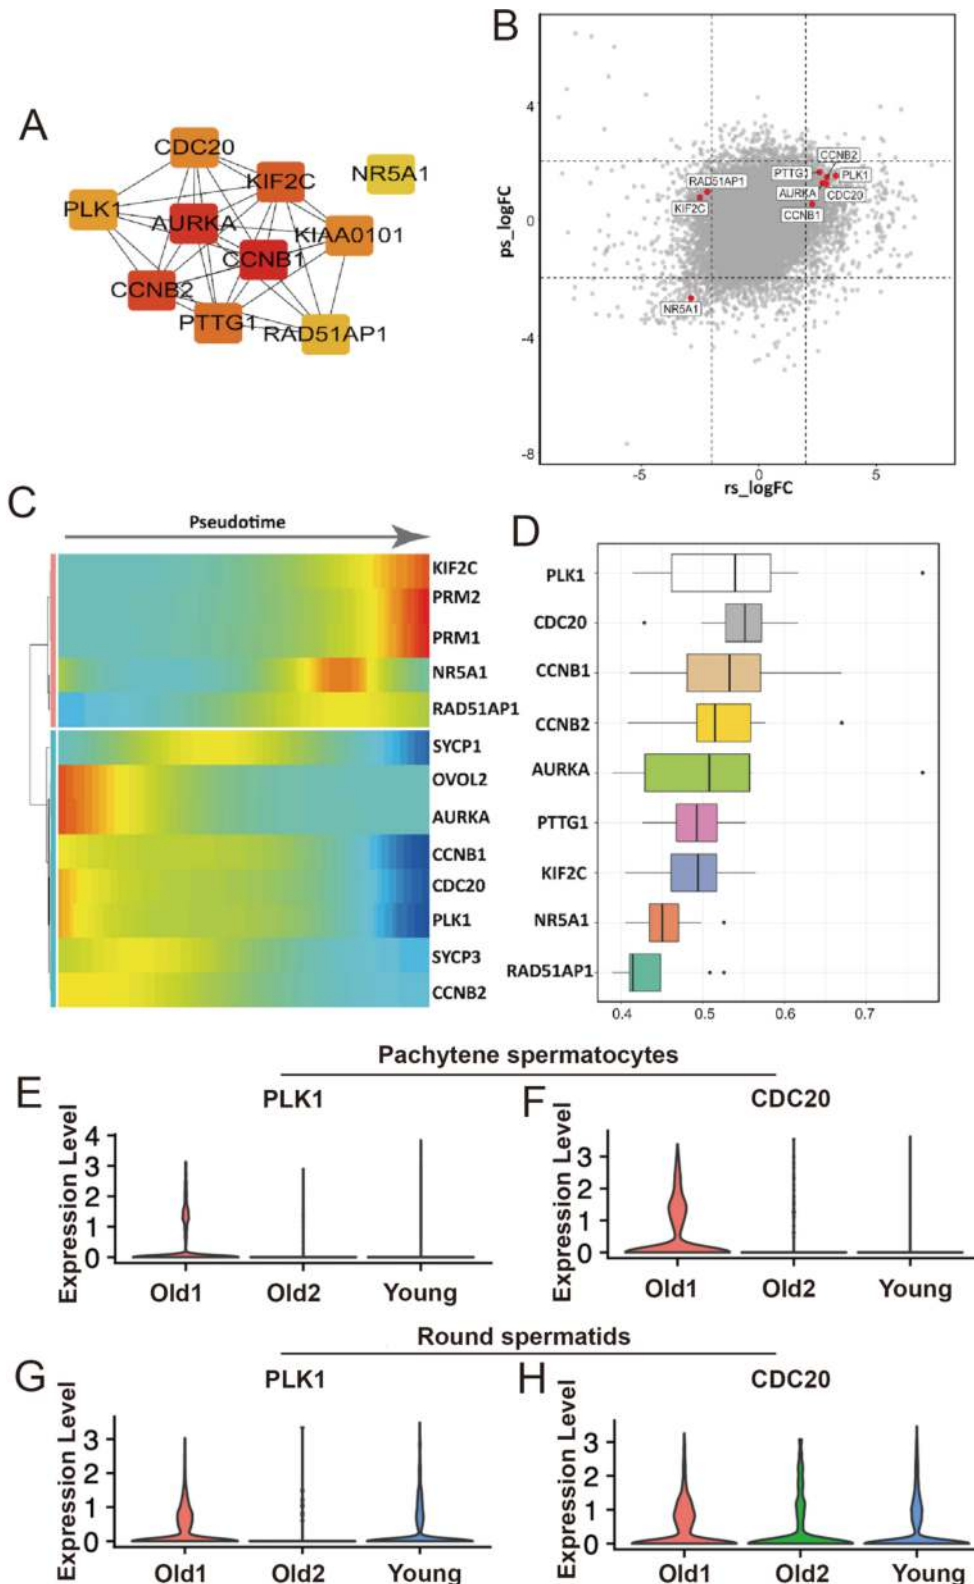 A
CDC20
KIF2C
NR5A1
PLK1
AURKA
KIAA0101
CCNB1
CCNB2
PTTG1
RAD51AP1
B
4
0
-4
-8
ps_logFC
CCNB2
PTTG1
PLK1
RAD51AP1
AURKA
CDC20
KIF2C
CCNB1
NR5A1
-5
0
5
rs_logFC
C
Pseudotime
KIF2C
PRM2
PRM1
NR5A1
RAD51AP1
SYCP1
OVOL2
AURKA
CCNB1
CDC20
PLK1
SYCP3
CCNB2
D
PLK1
CDC20
CCNB1
CCNB2
AURKA
PTTG1
KIF2C
NR5A1
RAD51AP1
0.4
0.5
0.6
0.7
Pachytene spermatocytes
E
PLK1
Expression Level
4
3
2
1
0
Old1
Old2
Young
F
CDC20
Expression Level
3
2
1
0
Old1
Old2
Young
Round spermatids
G
PLK1
Expression Level
3
2
1
0
Old1
Old2
Young
H
CDC20
Expression Level
3
2
1
0
Old1
Old2
Young